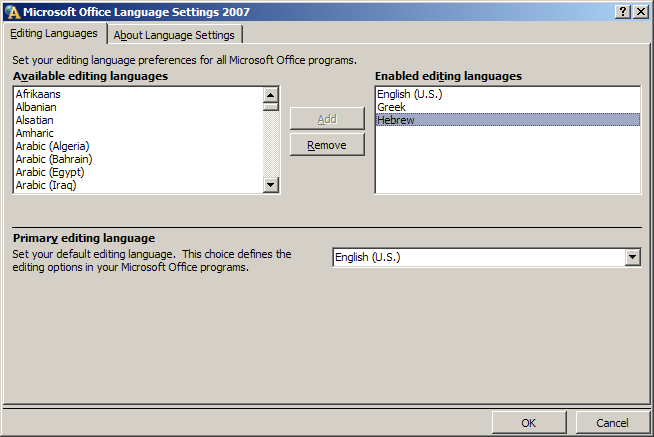 Microsoft Office Language Settings 2007
Editing Languages
About Language Settings
Set your editing language preferences for all Microsoft Office programs.
Available editing languages
Afrikaans
Albanian
Alsatian
Amharic
Arabic (Algeria)
Arabic (Bahrain)
Arabic (Egypt)
Arabic (Iraq)
Add
Remove
Enabled editing languages
English (U.S.)
Greek
Hebrew
Primary editing language
Set your default editing language. This choice defines the
editing options in your Microsoft Office programs.
English (U.S.)
OK
Cancel